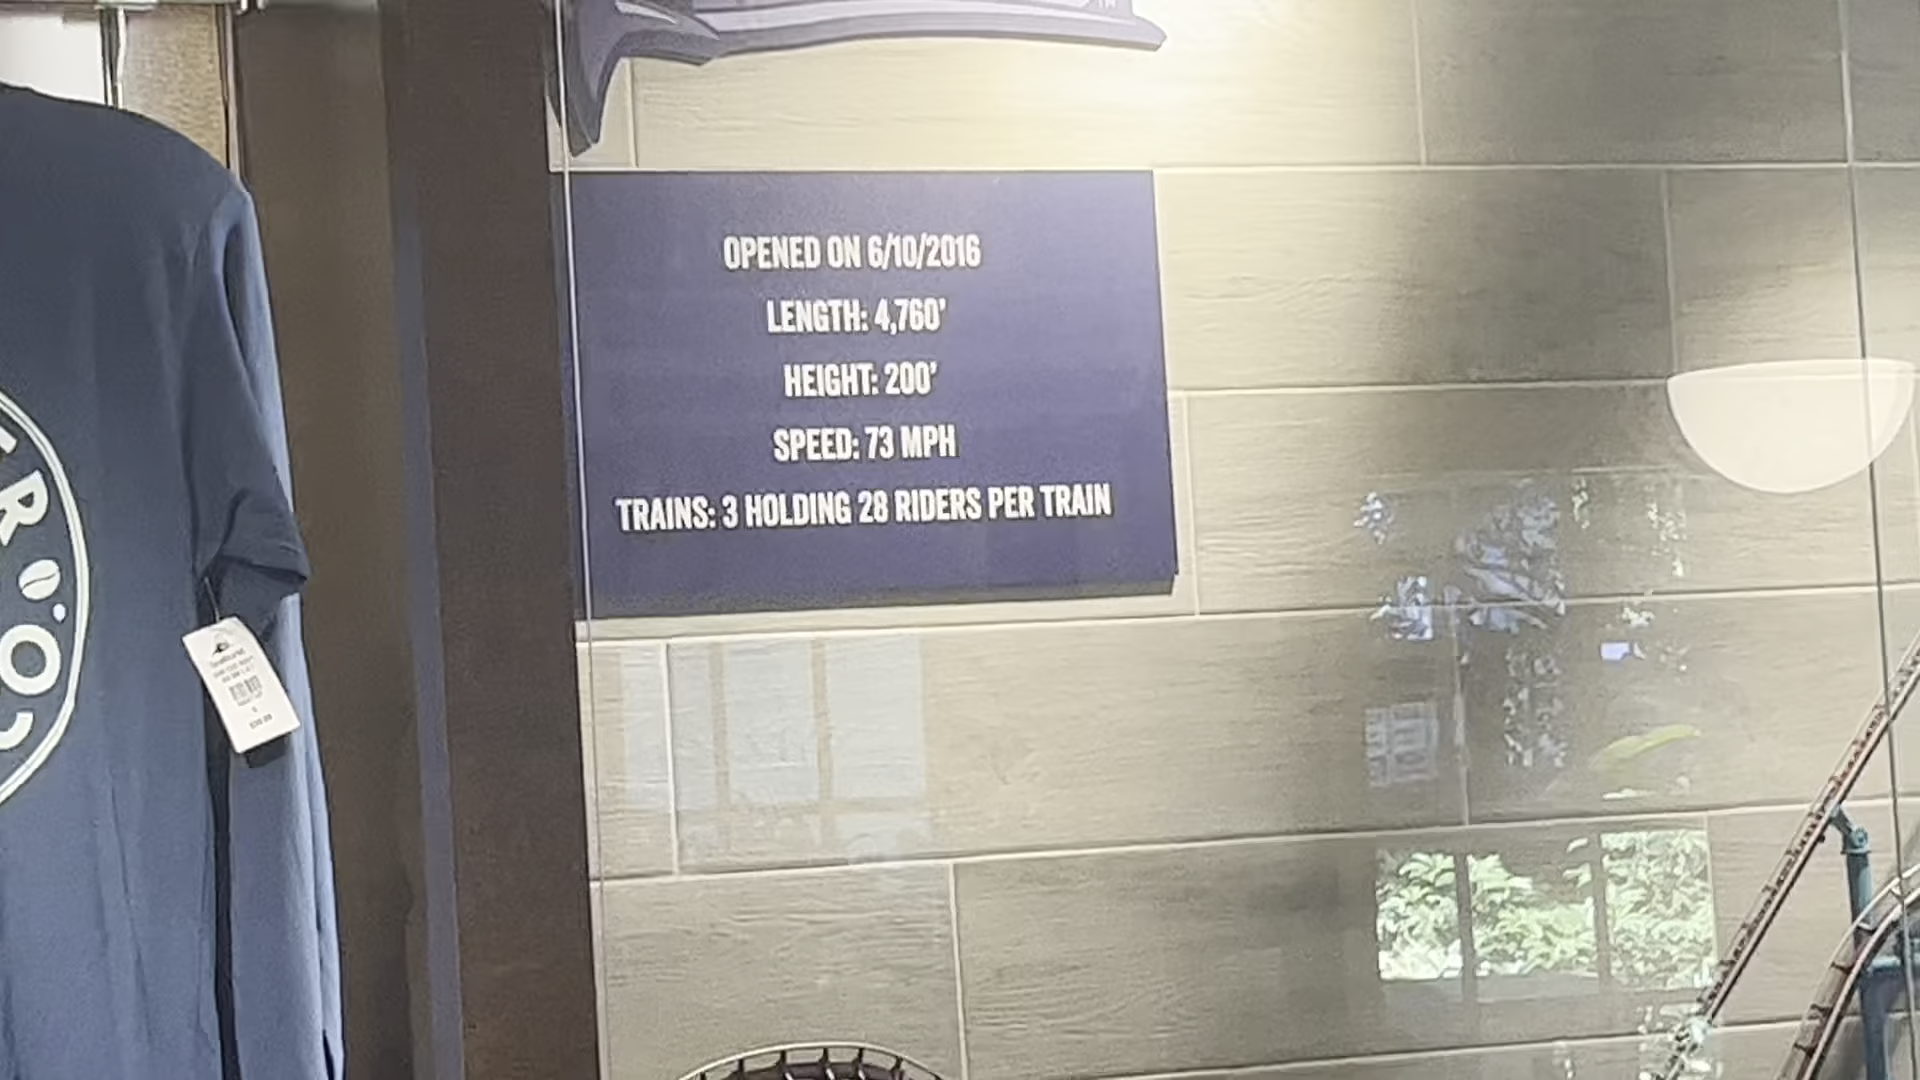 OPENED ON 6/10/2016
LENGTH: 4,760'
HEIGHT: 200'
SPEED: 73 MPH
TRAINS: 3 HOLDING 28 RIDERS PER TRAIN